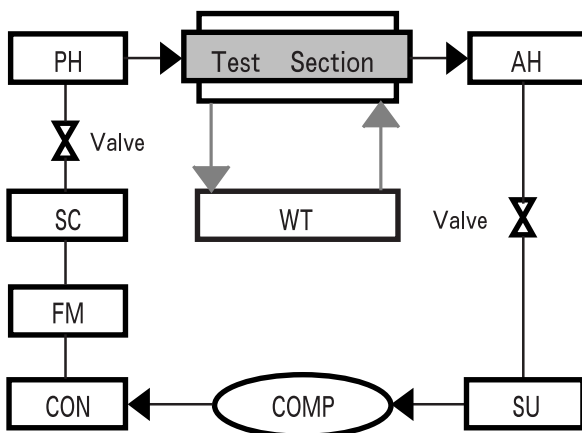 PH
Test Section
AH
Valve
SC
WT
Valve
FM
CON
COMP
SU